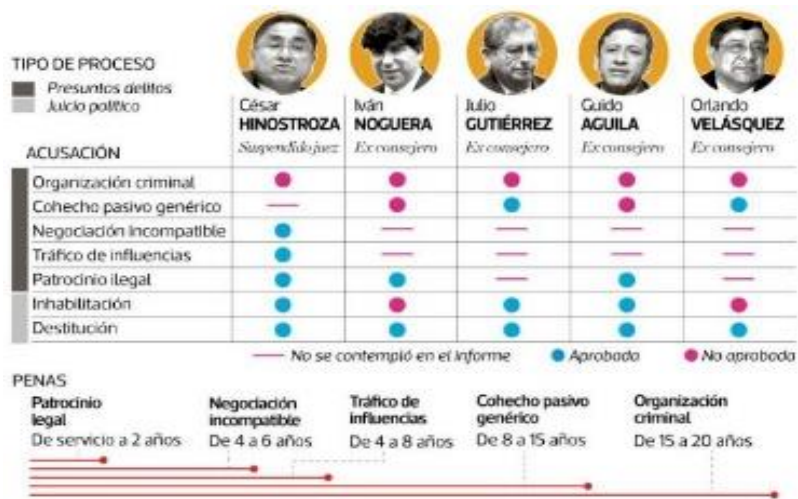 TIPO DE PROCESO
Presuntos delitos
Juicio político
César
HINOSTROZA
Suspendido juez
Iván
NOGUERA
Ex consejero
Julio
GUTIÉRREZ
Ex consejero
Guido
AGUILA
Ex consejero
Orlando
VELÁSQUEZ
Ex consejero
ACUSACIÓN
Organización criminal
Cohecho pasivo genérico
Negociación incompatible
Tráfico de influencias
Patrocinio ilegal
Inhabilitación
Destitución
No se contempló en el informe
Aprobada
No aprobada
PENAS
Patrocinio
legal
De servicio a 2 años
Negociación
incompatible
De 4 a 6 años
Tráfico de
influencias
De 4 a 8 años
Cohecho pasivo
genérico
De 8 a 15 años
Organización
criminal
De 15 a 20 años